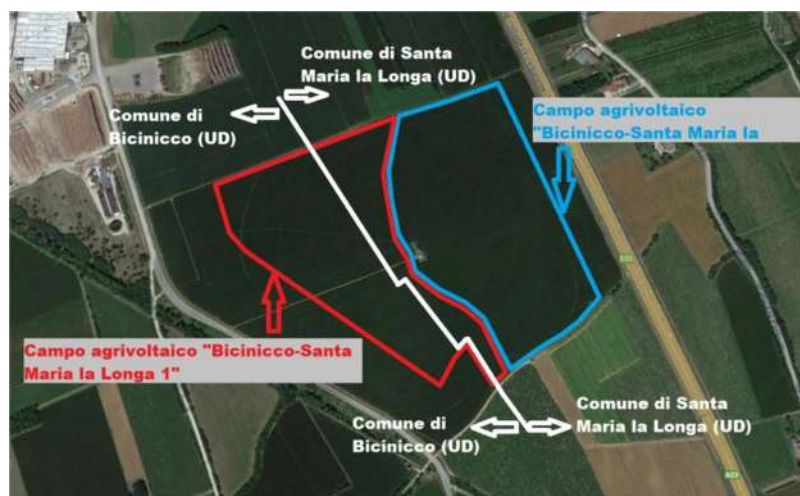 Comune di Santa
Maria la Longa (UD)
Comune di
Bicinicco (UD)
Campo agrivoltaico
"Bicinicco-Santa Maria la
Campo agrivoltaico "Bicinicco-Santa
Maria la Longa 1"
Comune di
Bicinicco (UD)
Comune di Santa
Maria la Longa (UD)
A23